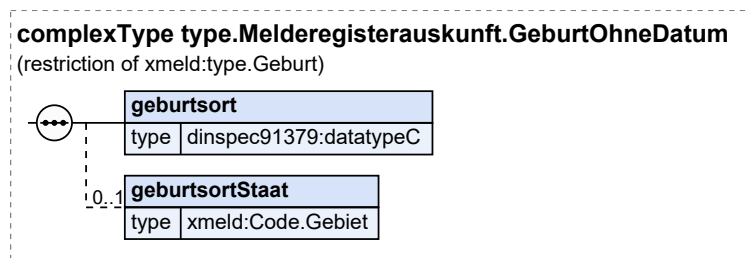 complexType type.Melderegisterauskunft.GeburtOhneDatum
(restriction of xmeld:type.Geburt)
geburtsort
type dinspec91379:datatypeC
0..1 geburtsortStaat
type xmeld:Code.Gebiet